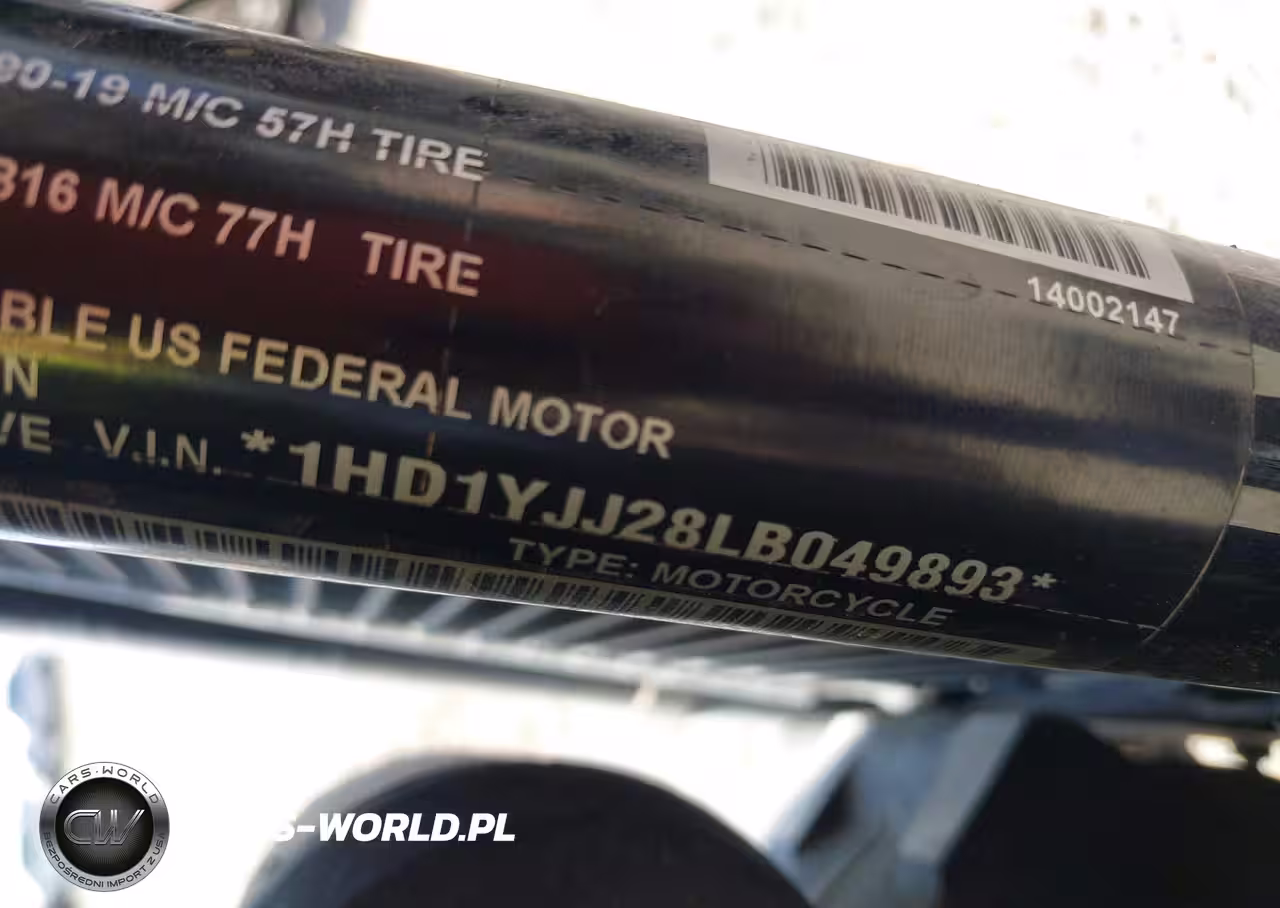 90-19 M/C 57H TIRE
B16 M/C 77H TIRE
BLE US FEDERAL MOTOR
N
VE V.I.N. *1HD1YJJ28LB049893*
TYPE: MOTORCYCLE
14002147
CARS·WORLD
CW
BEZPOŚREDNI IMPORT Z USA
S-WORLD.PL